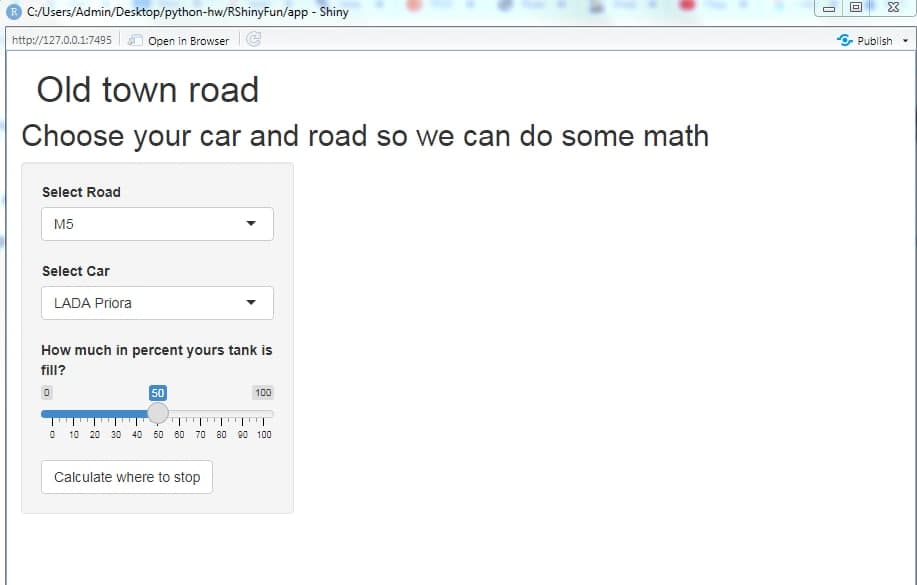 C:/Users/Admin/Desktop/python-hw/RShinyFun/app - Shiny
http://127.0.0.1:7495 Open in Browser Publish
Old town road
Choose your car and road so we can do some math
Select Road
M5
Select Car
LADA Priora
How much in percent yours tank is
fill?
0 50 100
0 10 20 30 40 50 60 70 80 90 100
Calculate where to stop